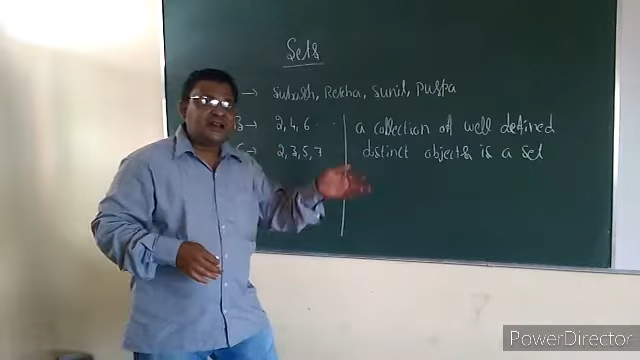 Sets
→ Subash, Rekha, Sunil, Puspa
B → 2, 4, 6 ...
a collection of well defined
2, 3, 5, 7
distinct objects is a set
PowerDirector